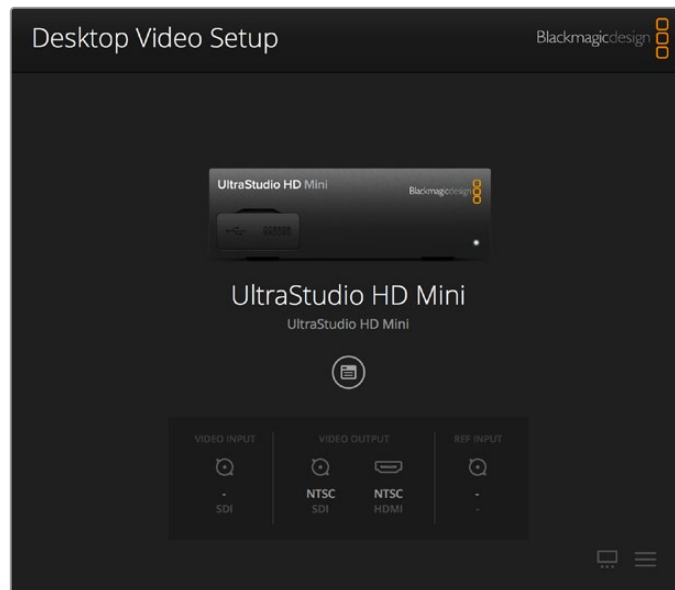 Desktop Video Setup
Blackmagicdesign
UltraStudio HD Mini
Blackmagicdesign
UltraStudio HD Mini
UltraStudio HD Mini
VIDEO INPUT VIDEO OUTPUT REF INPUT
- NTSC NTSC -
SDI SDI HDMI -